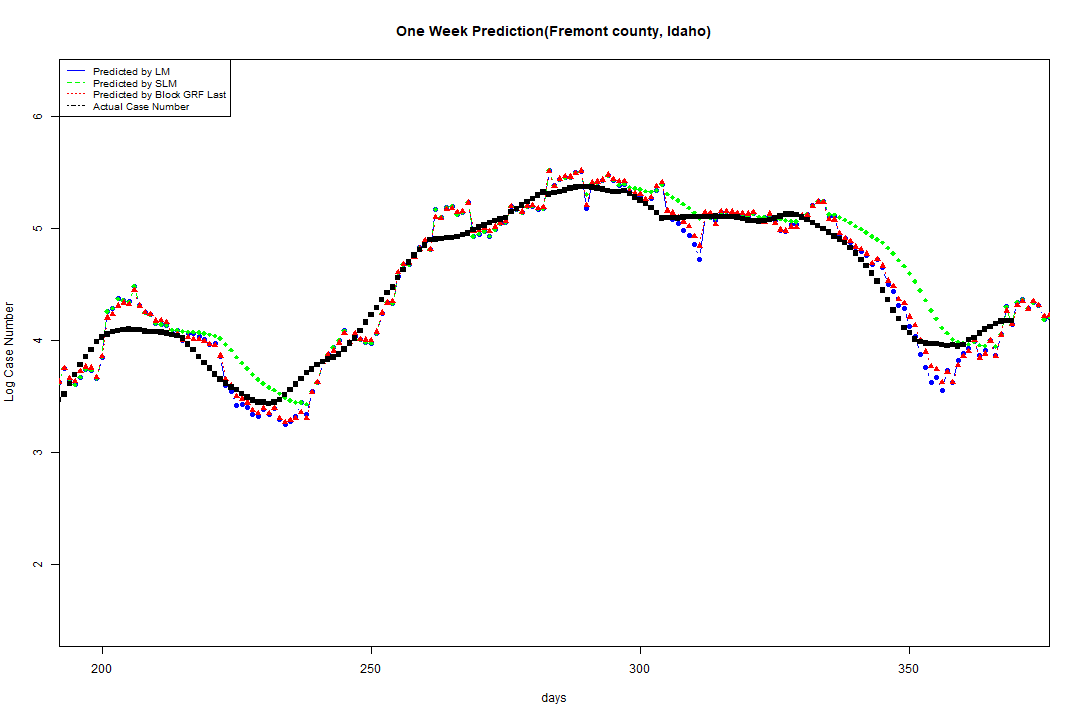 One Week Prediction(Fremont county, Idaho)
Predicted by LM
Predicted by SLM
Predicted by Block GRF Last
Actual Case Number
6
5
4
3
2
Log Case Number
200
250
300
350
days